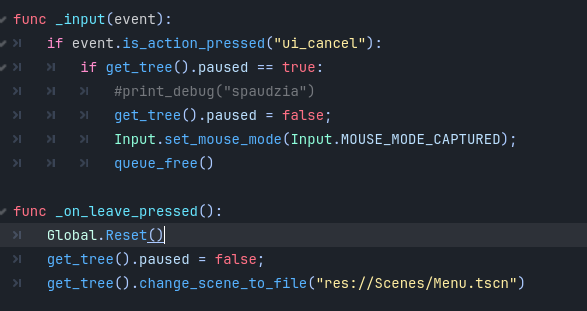 func _input(event):
if event.is_action_pressed("ui_cancel"):
if get_tree().paused == true:
#print_debug("spaudzia")
get_tree().paused = false;
Input.set_mouse_mode(Input.MOUSE_MODE_CAPTURED);
queue_free()
func _on_leave_pressed():
Global.Reset()
get_tree().paused = false;
get_tree().change_scene_to_file("res://Scenes/Menu.tscn")